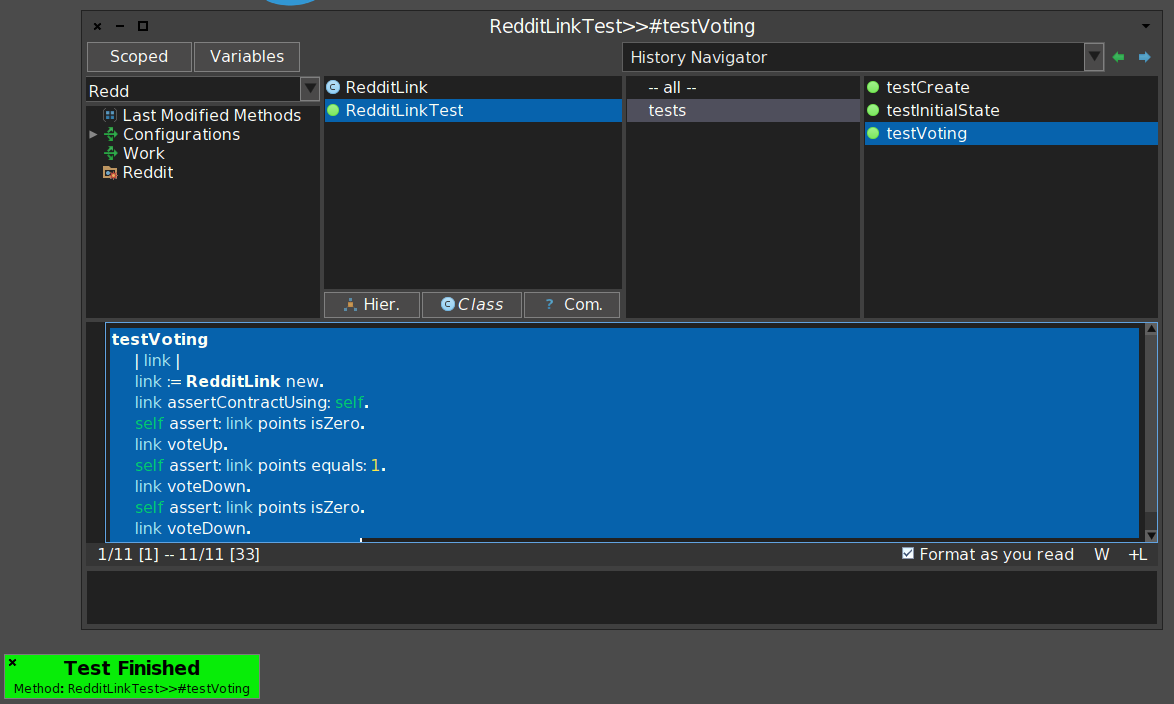 RedditLinkTest>>#testVoting
Scoped
Variables
History Navigator
Redd
Last Modified Methods
Configurations
Work
Reddit
RedditLink
RedditLinkTest
-- all --
tests
testCreate
testInitialState
testVoting
Hier.
Class
? Com.
testVoting
| link |
link := RedditLink new.
link assertContractUsing: self.
self assert: link points isZero.
link voteUp.
self assert: link points equals: 1.
link voteDown.
self assert: link points isZero.
link voteDown.
1/11 [1] -- 11/11 [33]
Format as you read
W
+L
Test Finished
Method: RedditLinkTest>>#testVoting